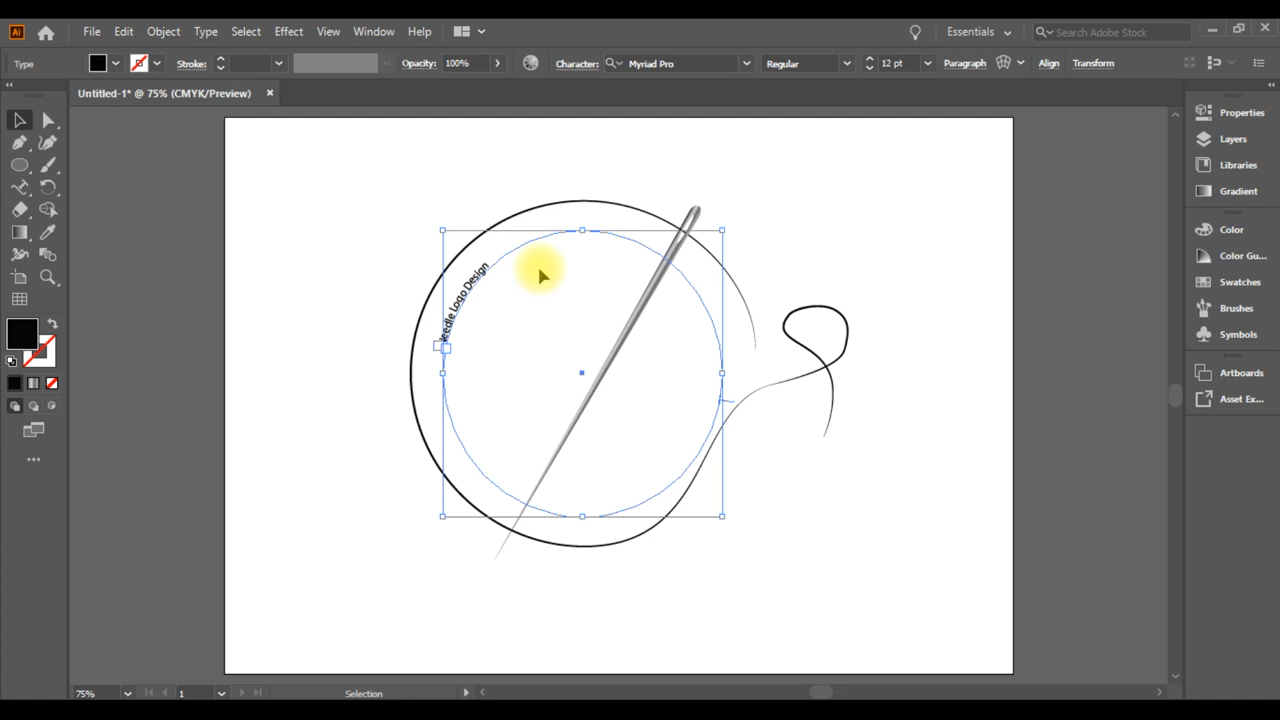 Ai
File Edit Object Type Select Effect View Window Help
Essentials
Search Adobe Stock
Type
Stroke:
Opacity: 100%
Character:
Myriad Pro
Regular
12 pt
Paragraph
Align
Transform
Untitled-1* @ 75% (CMYK/Preview) ×
Needle Logo Design
Properties
Layers
Libraries
Gradient
Color
Color Gu...
Swatches
Brushes
Symbols
Artboards
Asset Ex...
75%
1
Selection